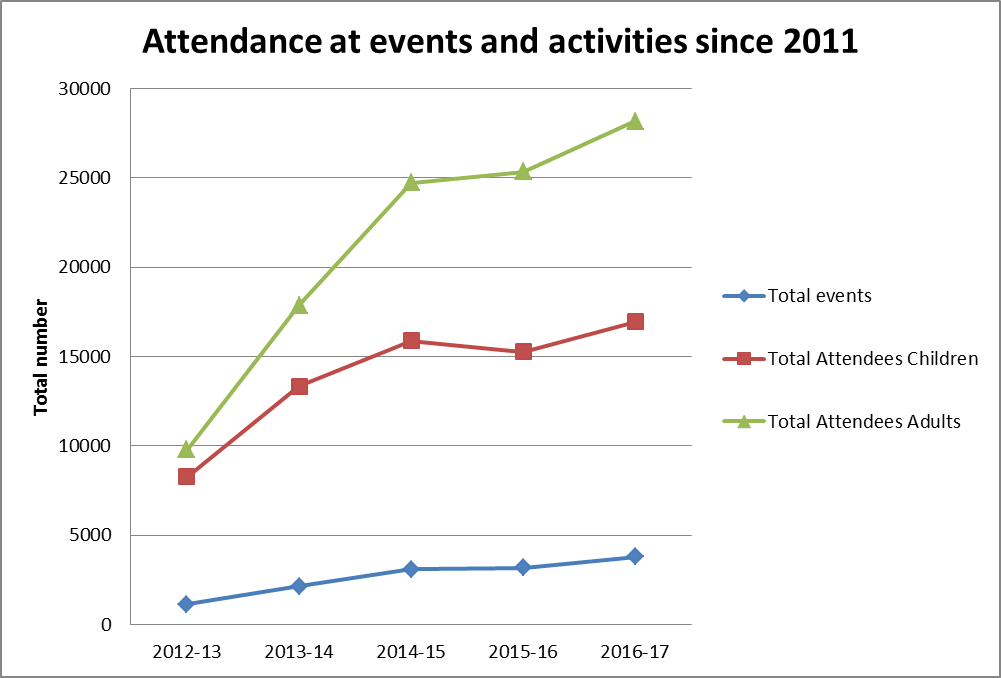 Attendance at events and activities since 2011
30000
25000
20000
15000
10000
5000
0
Total number
2012-13 2013-14 2014-15 2015-16 2016-17
Total events
Total Attendees Children
Total Attendees Adults